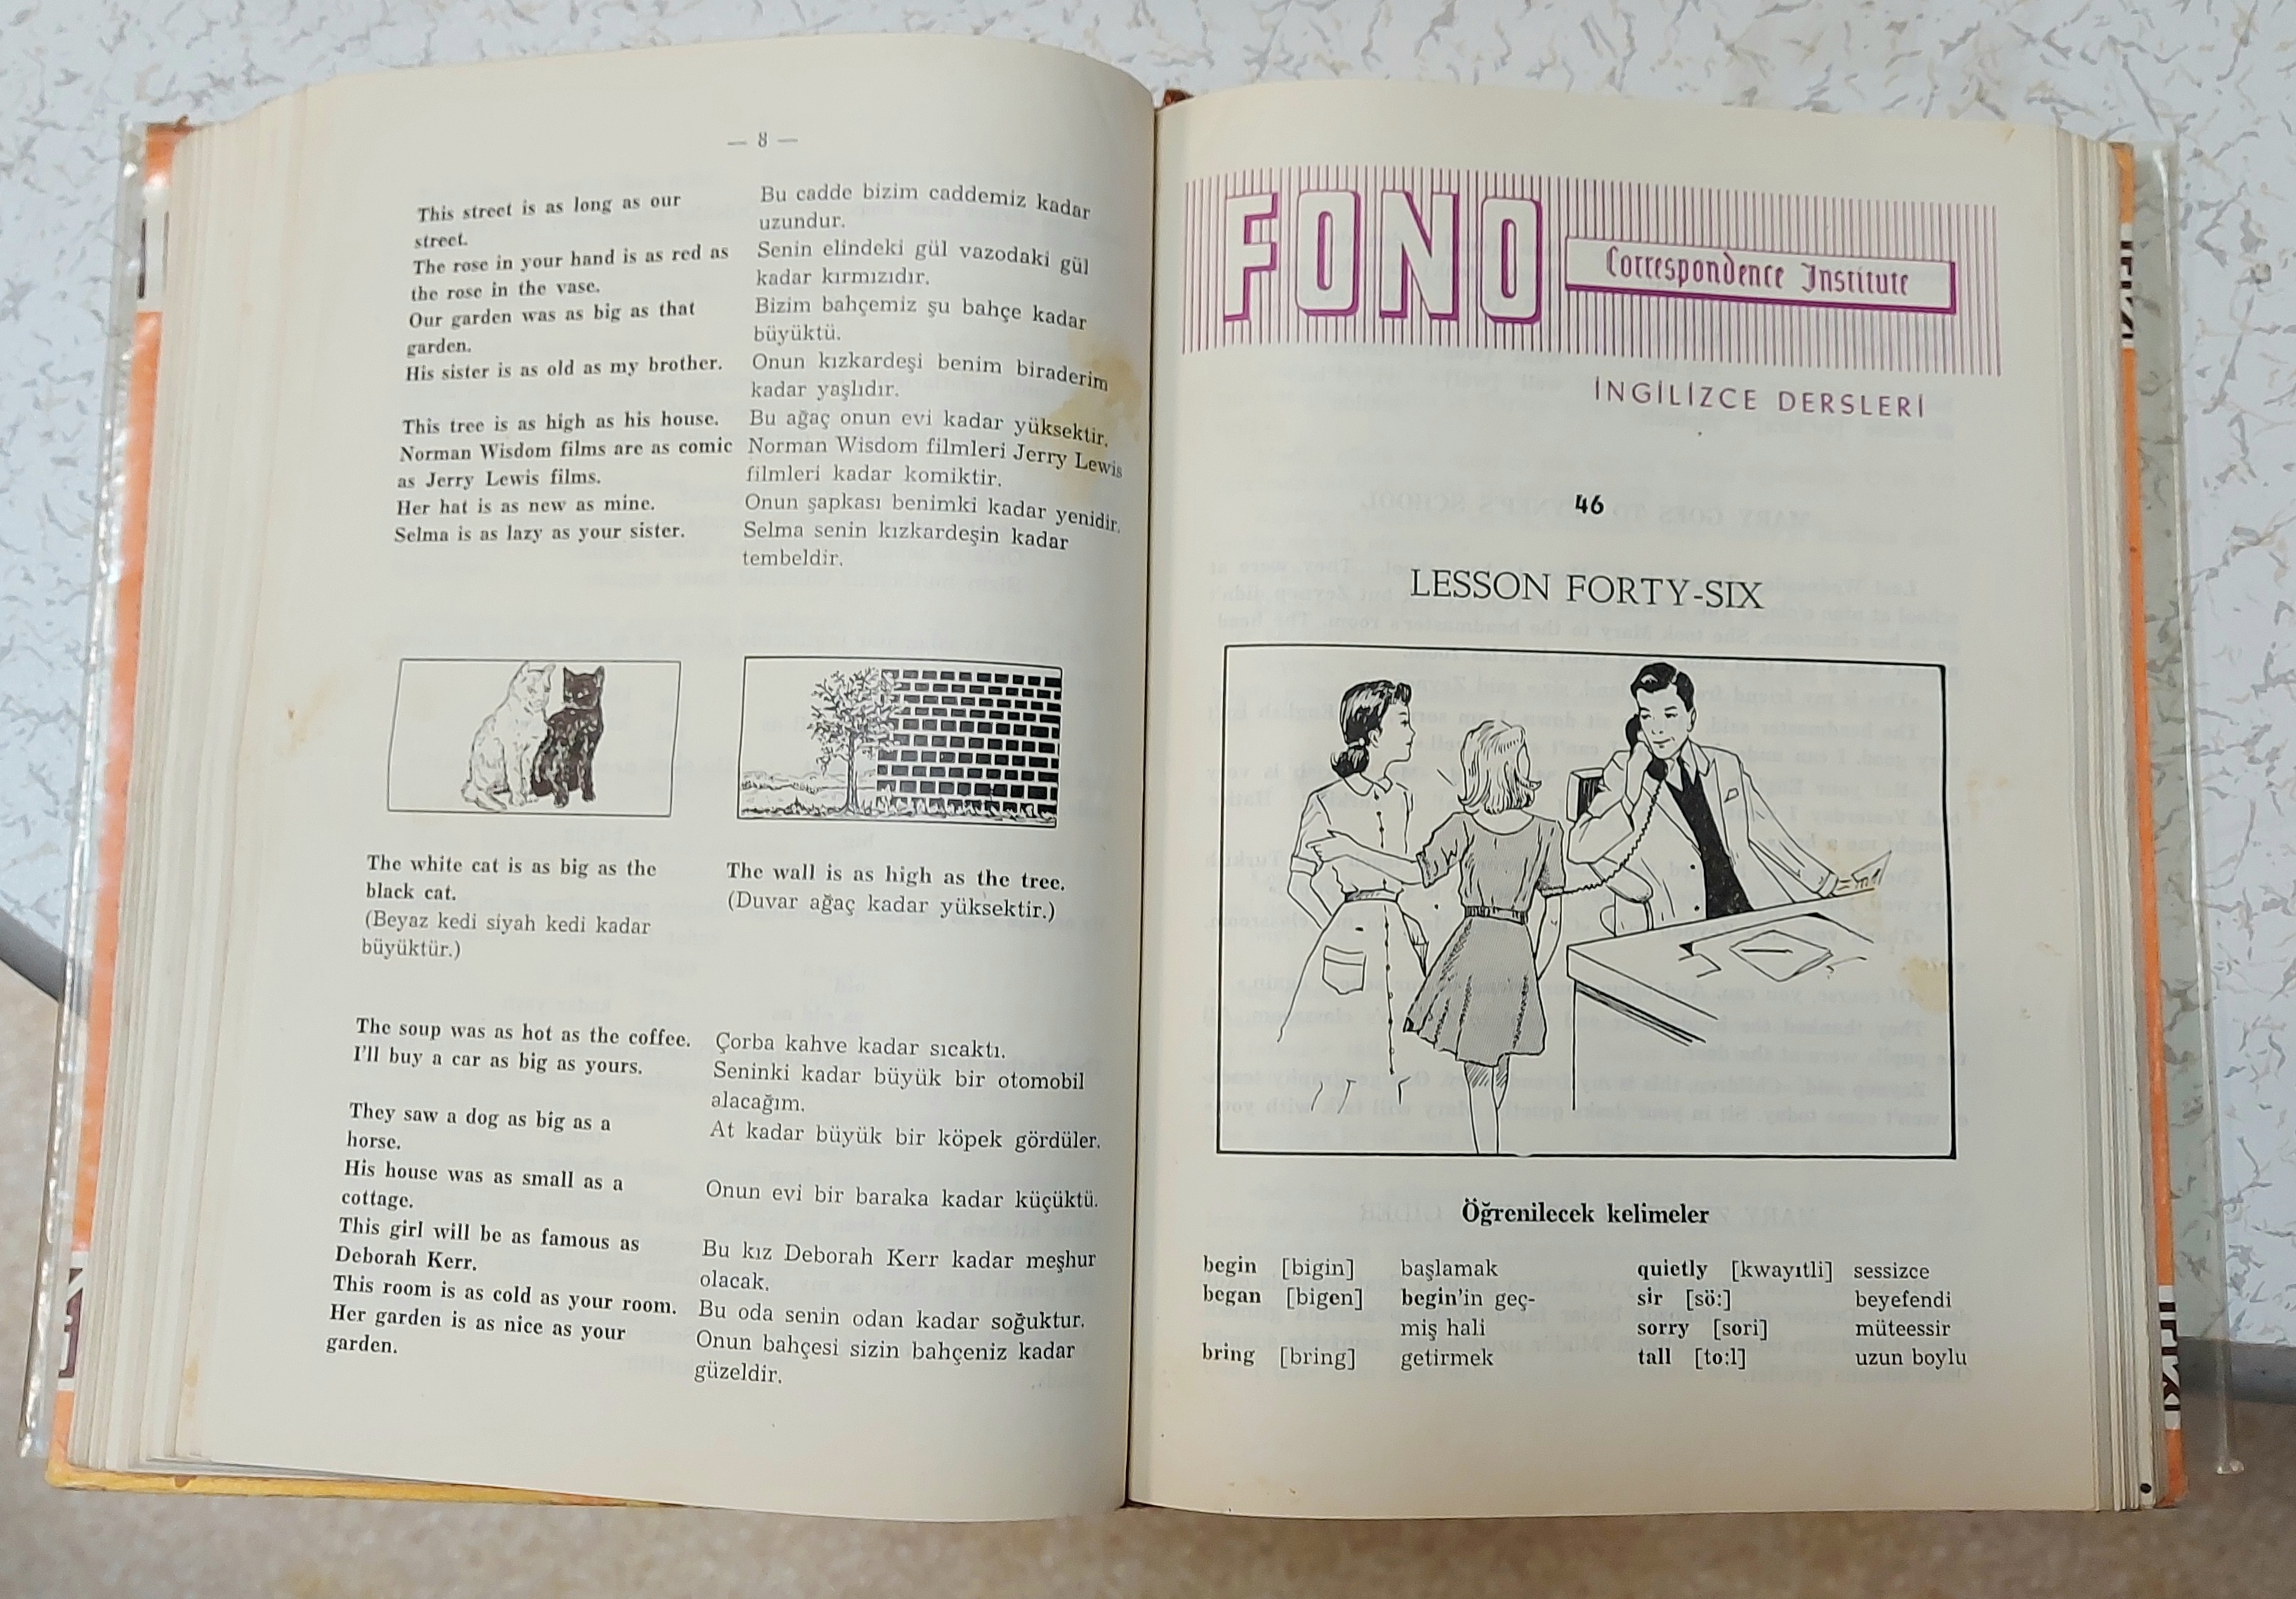 — 8 —
This street is as long as our
street.
The rose in your hand is as red as
the rose in the vase.
Our garden was as big as that
garden.
His sister is as old as my brother.
This tree is as high as his house.
Norman Wisdom films are as comic
as Jerry Lewis films.
Her hat is as new as mine.
Selma is as lazy as your sister.
Bu cadde bizim caddemiz kadar
uzundur.
Senin elindeki gül vazodaki gül
kadar kırmızıdır.
Bizim bahçemiz şu bahçe kadar
büyüktü.
Onun kızkardeşi benim biraderim
kadar yaşlıdır.
Bu ağaç onun evi kadar yüksektir.
Norman Wisdom filmleri Jerry Lewis
filmleri kadar komiktir.
Onun şapkası benimki kadar yenidir.
Selma senin kızkardeşin kadar
tembeldir.
The white cat is as big as the
black cat.
(Beyaz kedi siyah kedi kadar
büyüktür.)
The wall is as high as the tree.
(Duvar ağaç kadar yüksektir.)
The soup was as hot as the coffee.
I'll buy a car as big as yours.
They saw a dog as big as a
horse.
His house was as small as a
cottage.
This girl will be as famous as
Deborah Kerr.
This room is as cold as your room.
Her garden is as nice as your
garden.
Çorba kahve kadar sıcaktı.
Seninki kadar büyük bir otomobil
alacağım.
At kadar büyük bir köpek gördüler.
Onun evi bir baraka kadar küçüktü.
Bu kız Deborah Kerr kadar meşhur
olacak.
Bu oda senin odan kadar soğuktur.
Onun bahçesi sizin bahçeniz kadar
güzeldir.
FONO
Correspondence Institute
İNGİLİZCE DERSLERİ
46
LESSON FORTY-SIX
Öğrenilecek kelimeler
begin [bigin] başlamak
began [bigen] begin'in geç-
miş hali
bring [bring] getirmek
quietly [kwayıtli] sessizce
sir [sö:] beyefendi
sorry [sori] müteessir
tall [to:l] uzun boylu